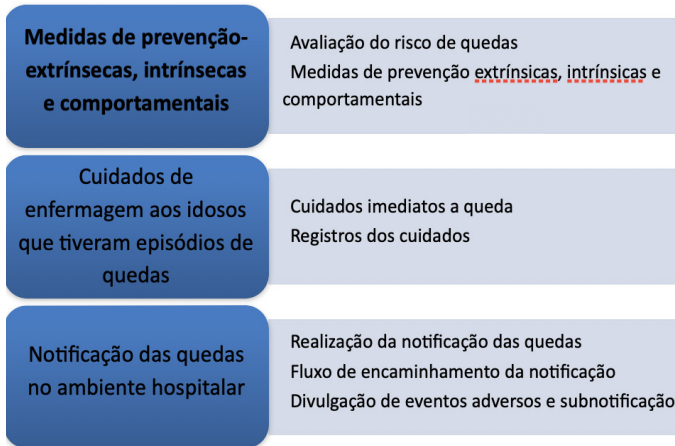 Medidas de prevenção-
extrínsecas, intrínsecas
e comportamentais
Avaliação do risco de quedas
Medidas de prevenção extrínsicas, intrínsicas e
comportamentais
Cuidados de
enfermagem aos idosos
que tiveram episódios de
quedas
Cuidados imediatos a queda
Registros dos cuidados
Notificação das quedas
no ambiente hospitalar
Realização da notificação das quedas
Fluxo de encaminhamento da notificação
Divulgação de eventos adversos e subnotificação